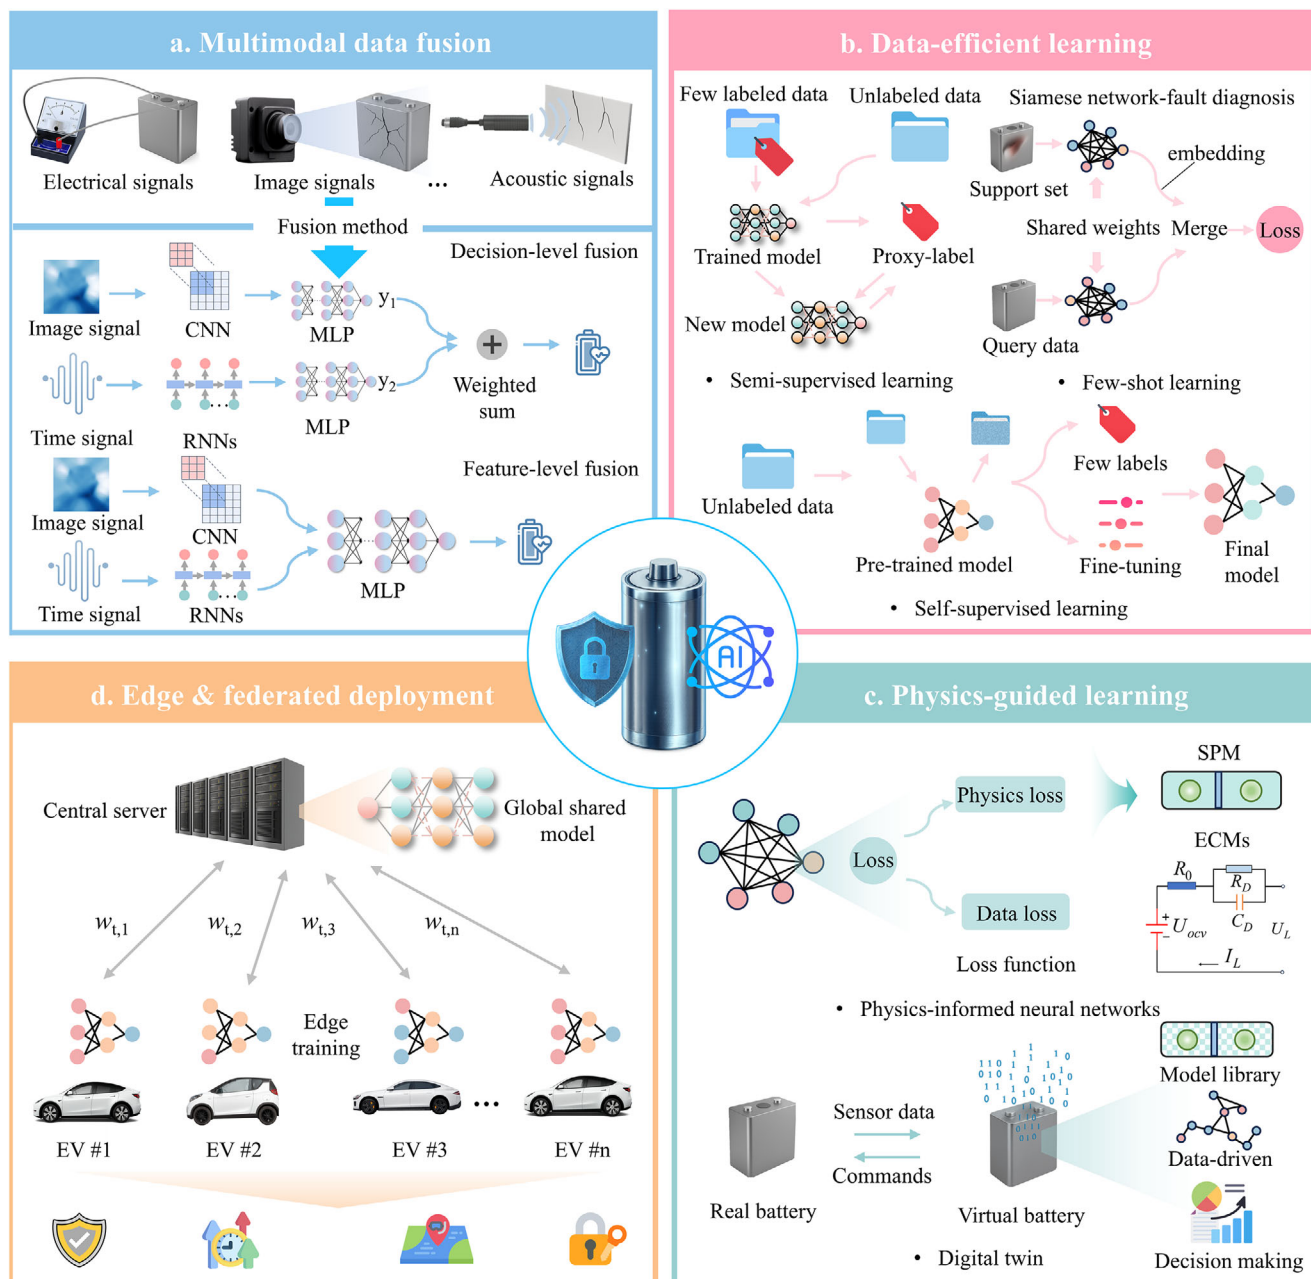 a. Multimodal data fusion
Electrical signals
Image signals
...
Acoustic signals
Fusion method
Decision-level fusion
Image signal
CNN
MLP
y1
Time signal
RNNs
MLP
y2
+
Weighted
sum
Feature-level fusion
Image signal
CNN
Time signal
RNNs
MLP
b. Data-efficient learning
Few labeled data
Unlabeled data
Trained model
Proxy-label
New model
• Semi-supervised learning
Siamese network-fault diagnosis
Support set
embedding
Shared weights
Merge
Loss
Query data
• Few-shot learning
Unlabeled data
Pre-trained model
Few labels
Fine-tuning
Final
model
• Self-supervised learning
AI
d. Edge & federated deployment
Central server
Global shared
model
wt,1
wt,2
wt,3
wt,n
Edge
training
EV #1
EV #2
EV #3
...
EV #n
c. Physics-guided learning
Loss
Physics loss
Data loss
Loss function
SPM
ECMs
R0
RD
CD
+
−
Uocv
UL
IL
• Physics-informed neural networks
Real battery
Sensor data
Commands
Virtual battery
Model library
Data-driven
Decision making
• Digital twin